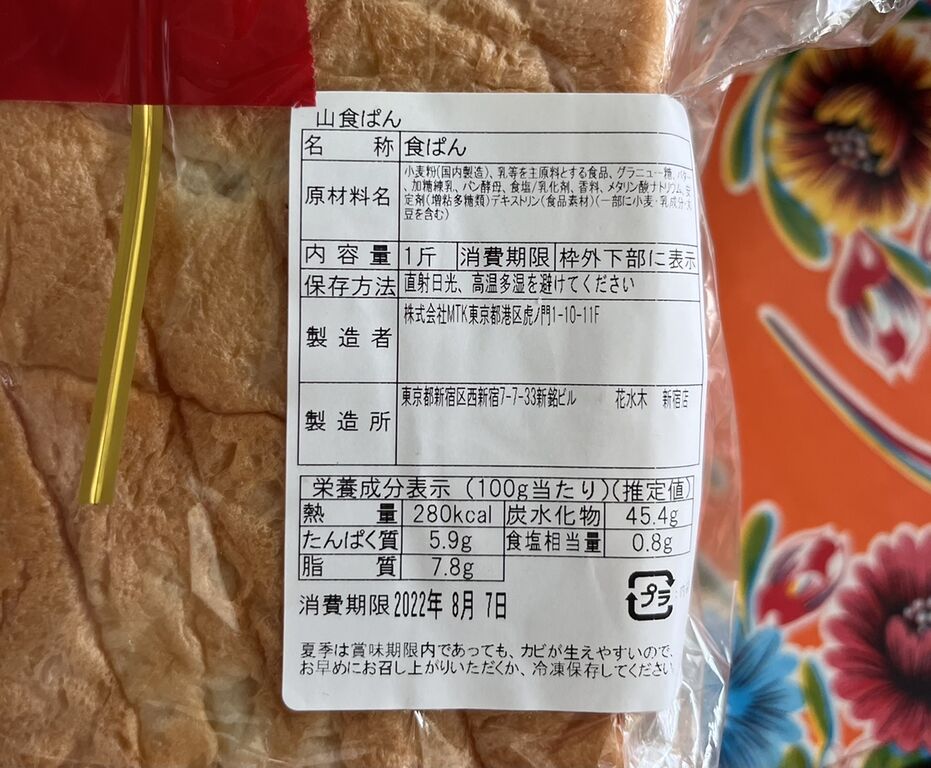 山食ぱん
名 称 食ぱん
原材料名 小麦粉(国内製造)、乳等を主原料とする食品、グラニュー糖、バター
、加糖練乳、パン酵母、食塩/乳化剤、香料、メタリン酸ナトリウム、安
定剤(増粘多糖類)デキストリン(食品素材)(一部に小麦・乳成分・大
豆を含む)
内容量 1斤 消費期限 枠外下部に表示
保存方法 直射日光、高温多湿を避けてください
製造者 株式会社MTK東京都港区虎ノ門1-10-11F
製造所 東京都新宿区西新宿7-7-33新銘ビル 花水木 新宿店
栄養成分表示 (100g当たり)(推定値)
熱 量 280kcal 炭水化物 45.4g
たんぱく質 5.9g 食塩相当量 0.8g
脂 質 7.8g
プラ
消費期限 2022年 8月 7日
夏季は賞味期限内であっても、カビが生えやすいので、
お早めにお召し上がりいただくか、冷凍保存してください